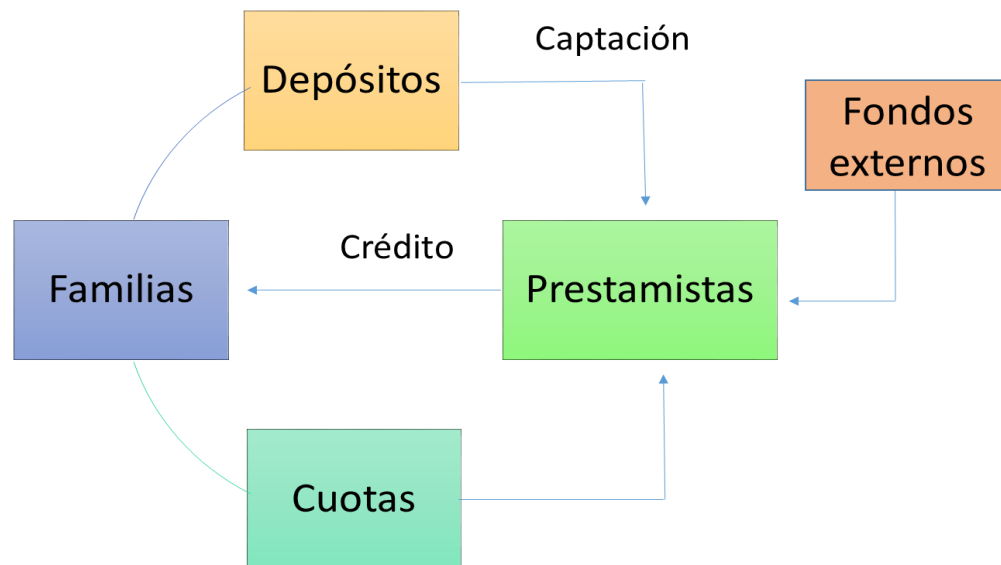 Captación
Depósitos
Fondos
externos
Crédito
Familias
Prestamistas
Cuotas